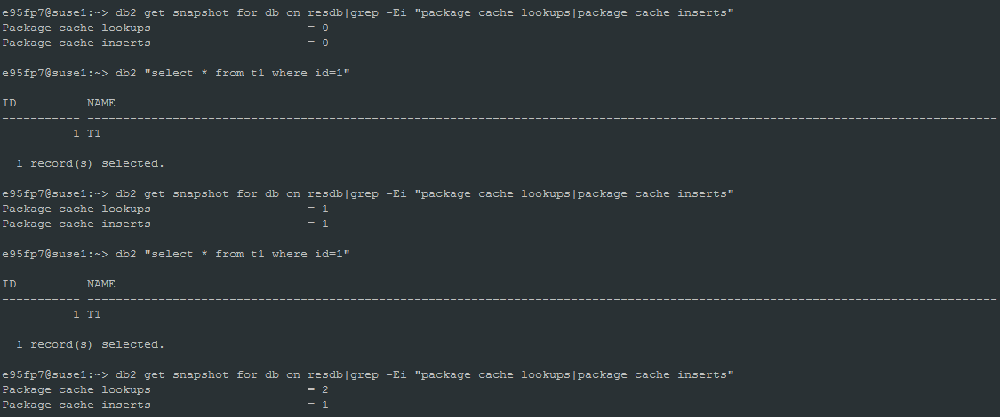 e95fp7@suse1:~> db2 get snapshot for db on resdb|grep -Ei "package cache lookups|package cache inserts"
Package cache lookups                      = 0
Package cache inserts                      = 0
e95fp7@suse1:~> db2 "select * from t1 where id=1"
ID          NAME
----------- --------------------------------------------------------------------------------------------------------------------------------
          1 T1
  1 record(s) selected.
e95fp7@suse1:~> db2 get snapshot for db on resdb|grep -Ei "package cache lookups|package cache inserts"
Package cache lookups                      = 1
Package cache inserts                      = 1
e95fp7@suse1:~> db2 "select * from t1 where id=1"
ID          NAME
----------- --------------------------------------------------------------------------------------------------------------------------------
          1 T1
  1 record(s) selected.
e95fp7@suse1:~> db2 get snapshot for db on resdb|grep -Ei "package cache lookups|package cache inserts"
Package cache lookups                      = 2
Package cache inserts                      = 1